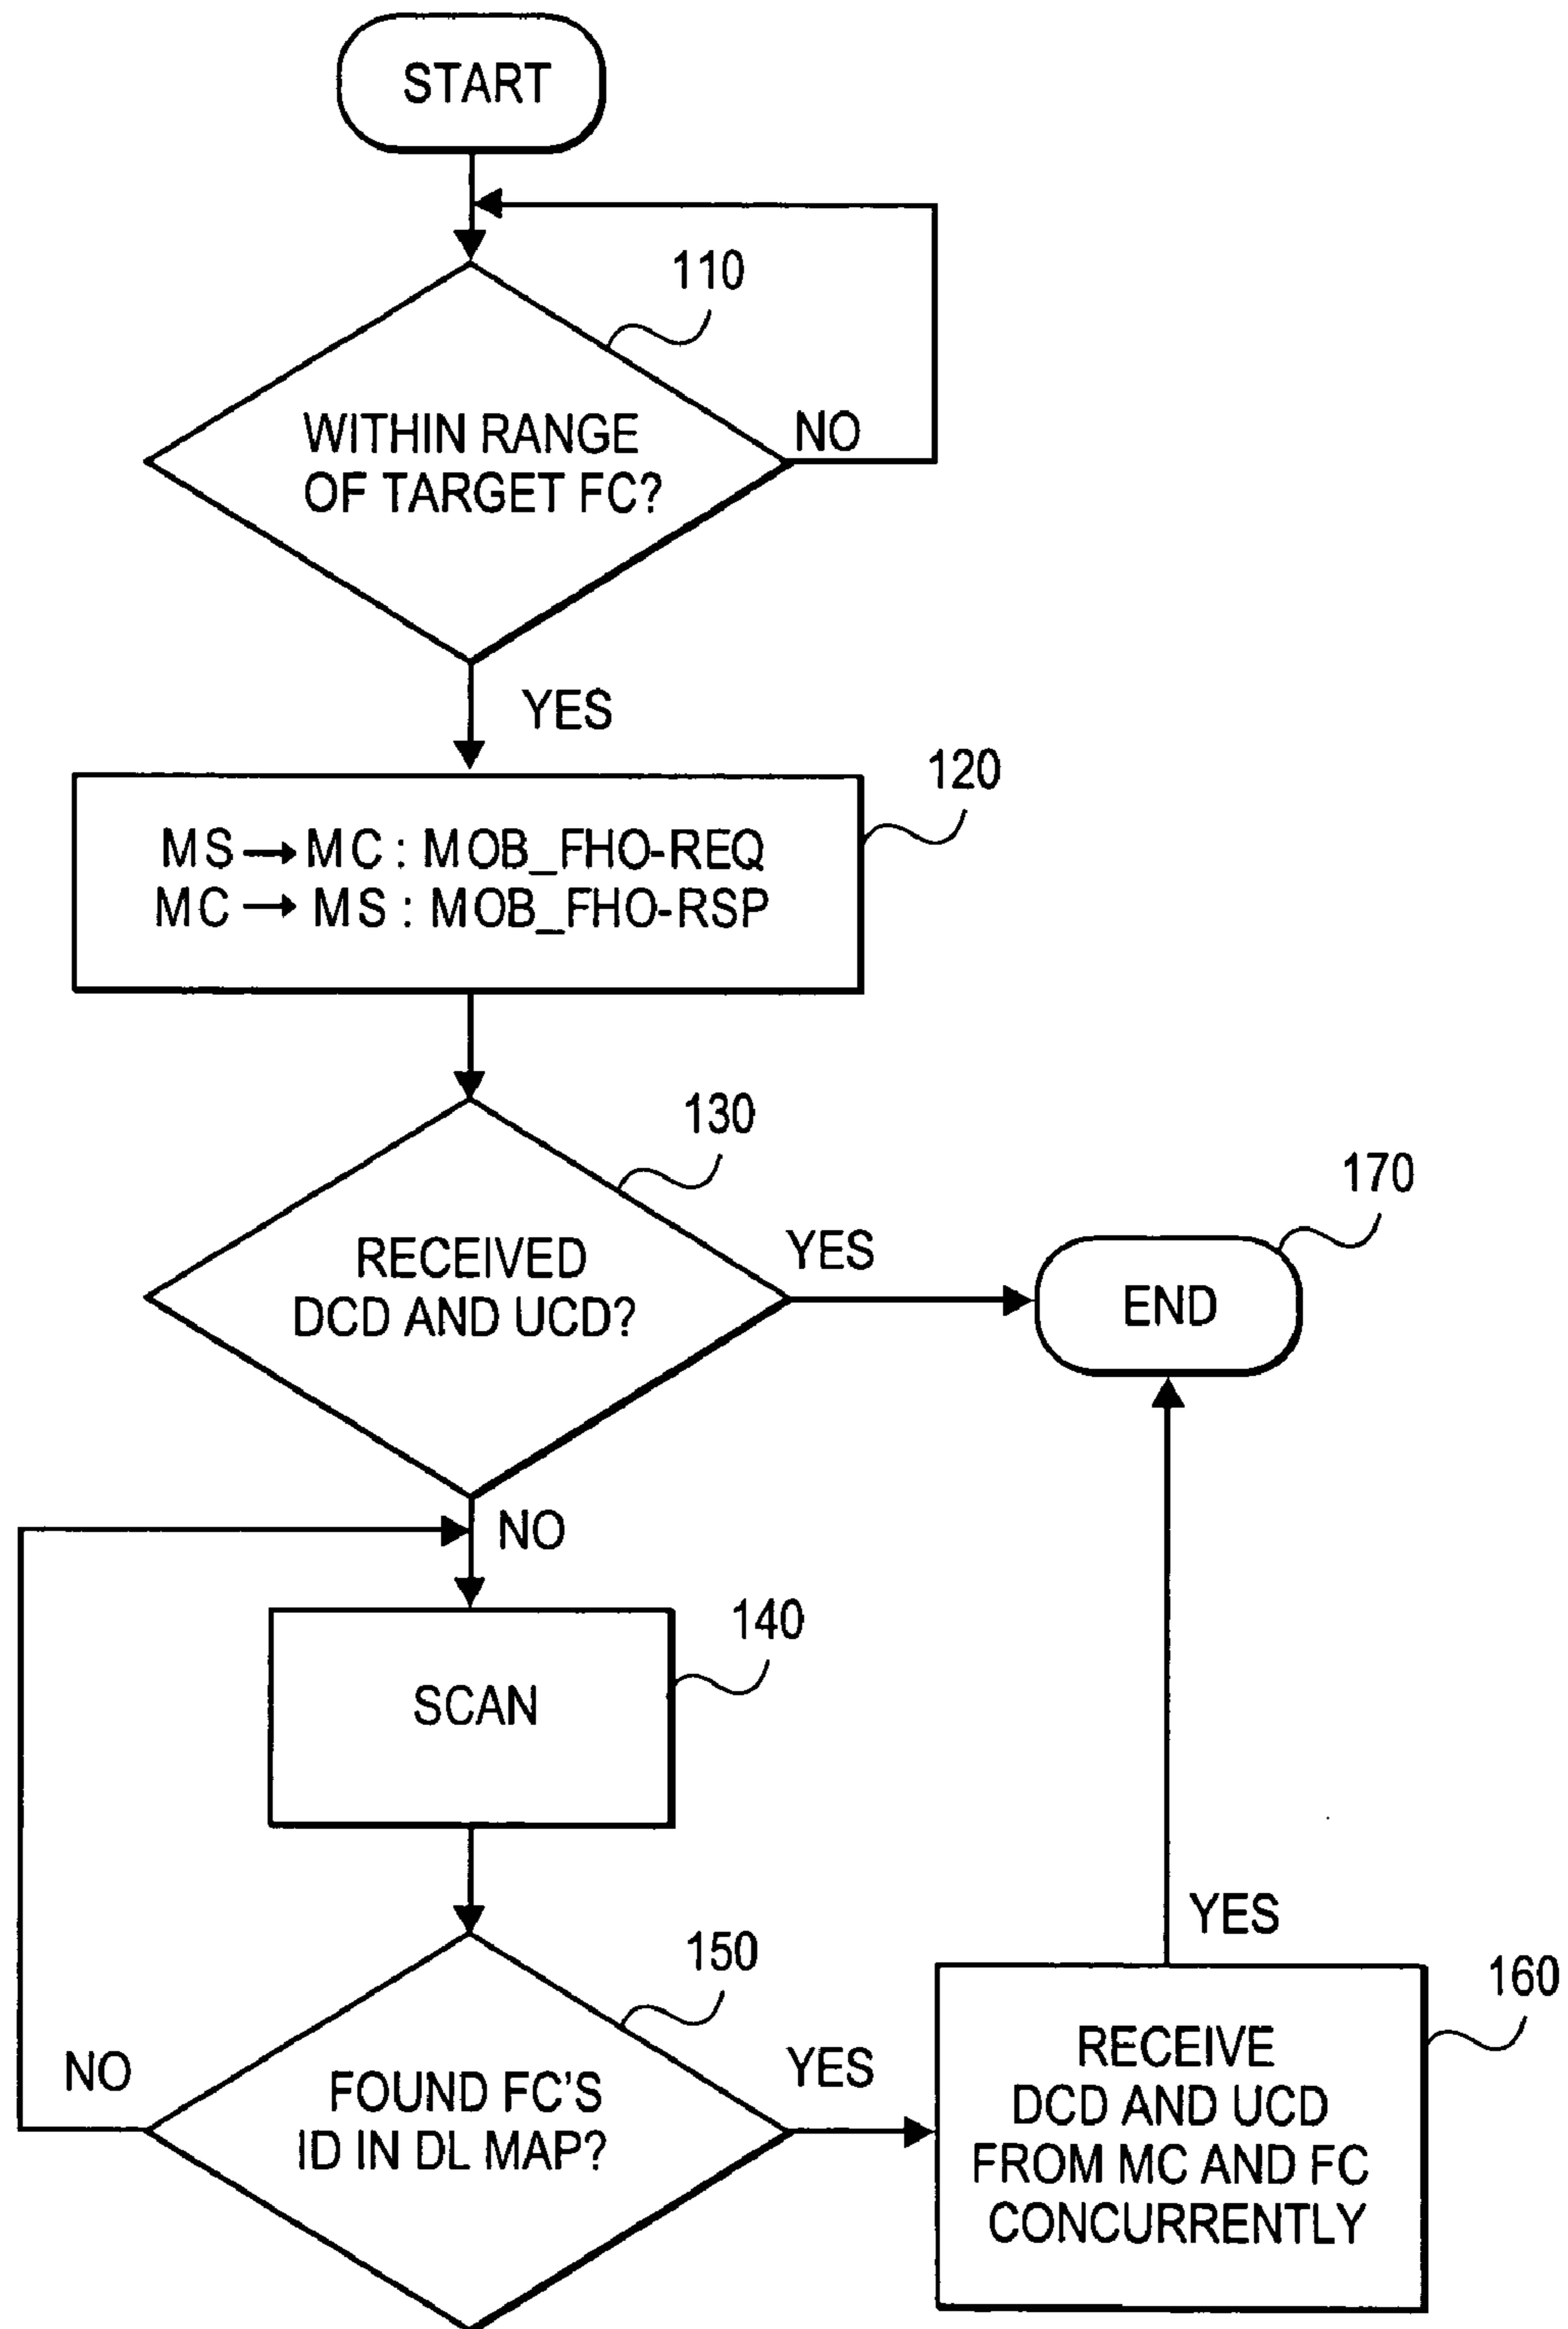 START
110
WITHIN RANGE
OF TARGET FC?
NO
YES
120
MS → MC : MOB_FHO-REQ
MC → MS : MOB_FHO-RSP
130
RECEIVED
DCD AND UCD?
YES
170
END
NO
140
SCAN
150
FOUND FC'S
ID IN DL MAP?
NO
YES
YES
160
RECEIVE
DCD AND UCD
FROM MC AND FC
CONCURRENTLY